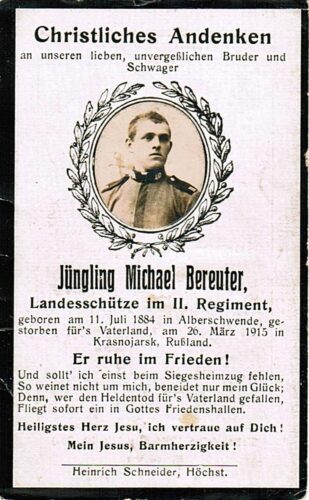 Christliches Andenken
an unseren lieben, unvergeßlichen Bruder und
Schwager
Jüngling Michael Bereuter,
Landesschütze im II. Regiment,
geboren am 11. Juli 1884 in Alberschwende, ge-
storben für's Vaterland, am 26. März 1915 in
Krasnojarsk, Rußland.
Er ruhe im Frieden!
Und sollt' ich einst beim Siegesheimzug fehlen,
So weinet nicht um mich, beneidet nur mein Glück;
Denn, wer den Heldentod für's Vaterland gefallen,
Fliegt sofort ein in Gottes Friedenshallen.
Heiligstes Herz Jesu, ich vertraue auf Dich!
Mein Jesus, Barmherzigkeit!
Heinrich Schneider, Höchst.